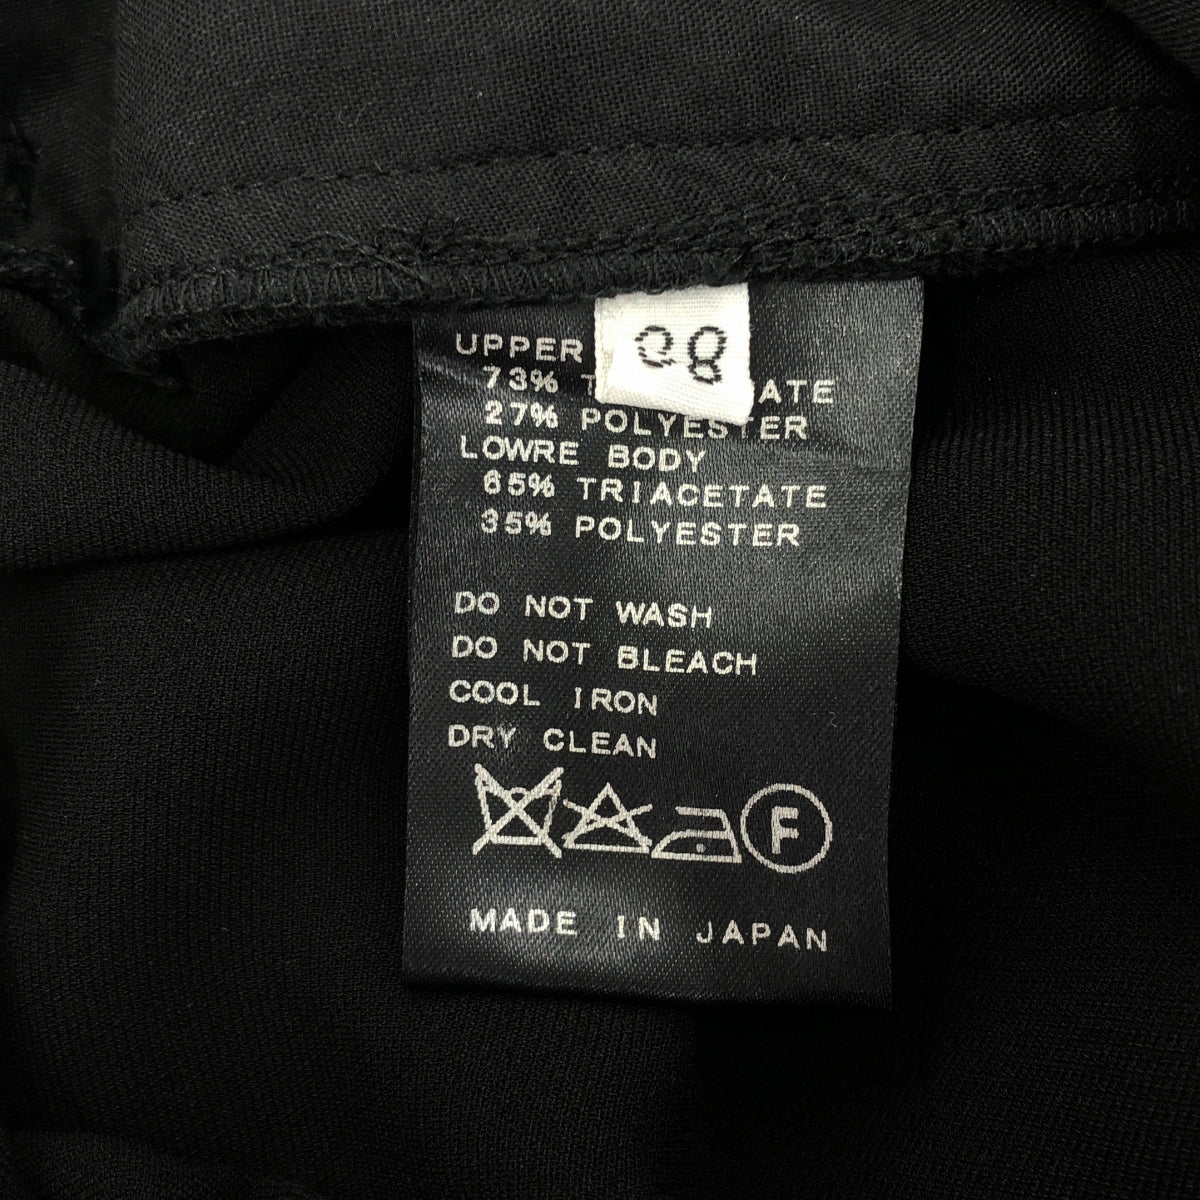 UPPER
73% T ATE
27% POLYESTER
LOWRE BODY
65% TRIACETATE
35% POLYESTER
DO NOT WASH
DO NOT BLEACH
COOL IRON
DRY CLEAN
F
MADE IN JAPAN